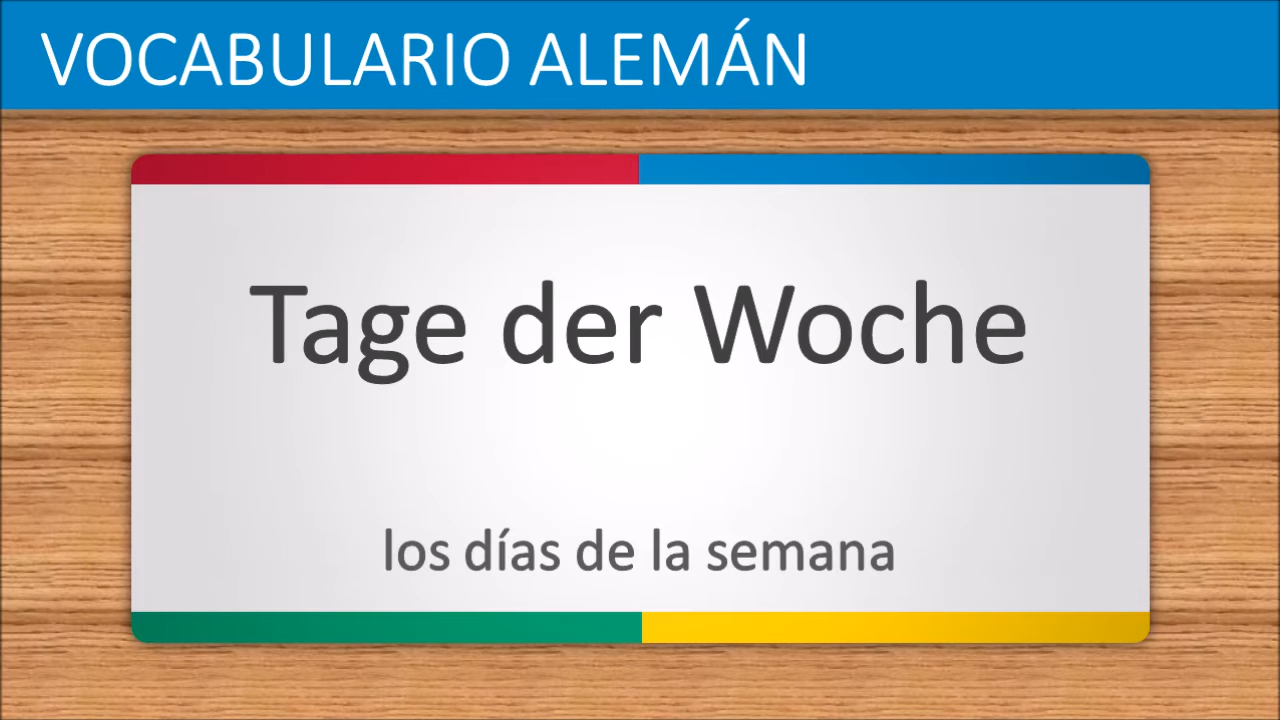 VOCABULARIO ALEMÁN
Tage der Woche
los días de la semana